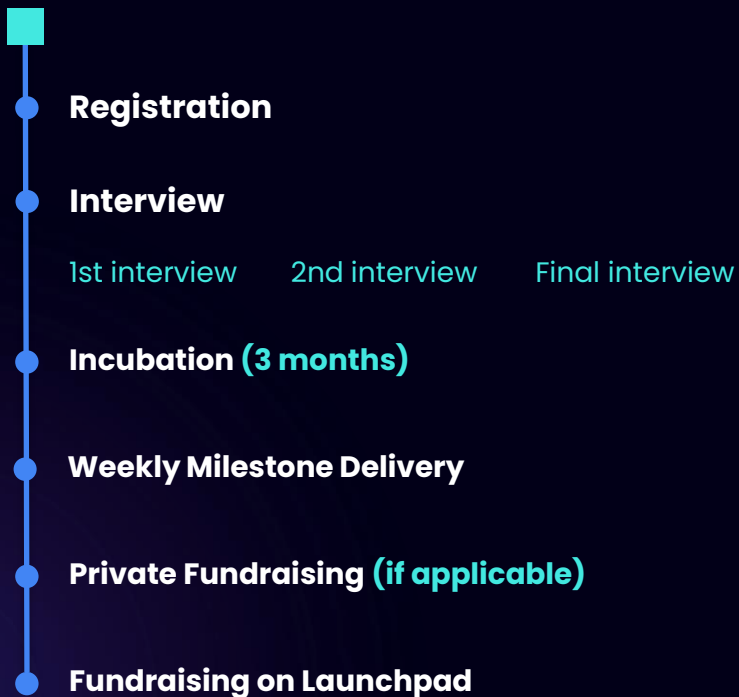 Registration
Interview
1st interview 2nd interview Final interview
Incubation (3 months)
Weekly Milestone Delivery
Private Fundraising (if applicable)
Fundraising on Launchpad